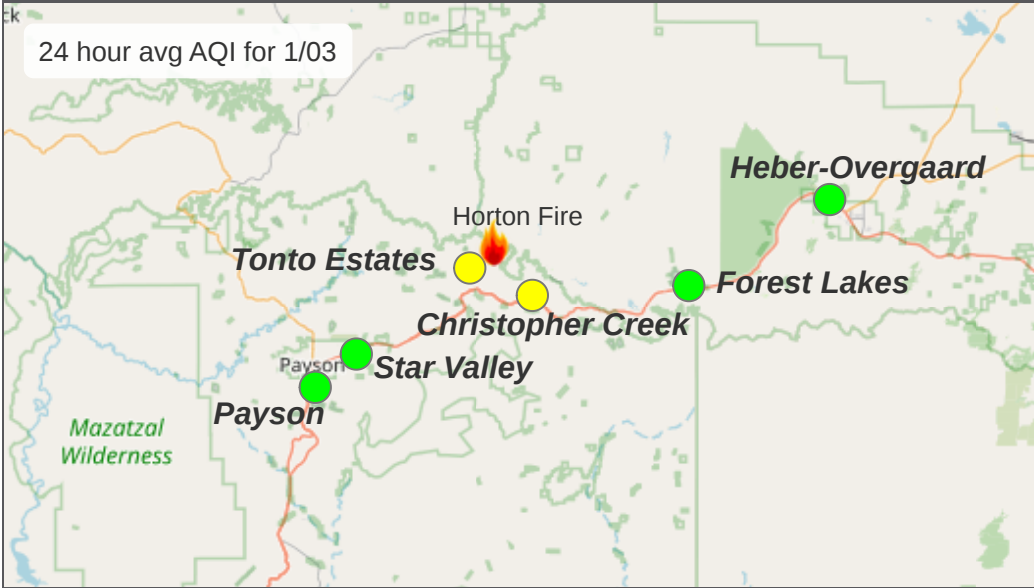 ck
24 hour avg AQI for 1/03
Heber-Overgaard
Horton Fire
Tonto Estates
Forest Lakes
Christopher Creek
Payson
Star Valley
Payson
Mazatzal
Wilderness